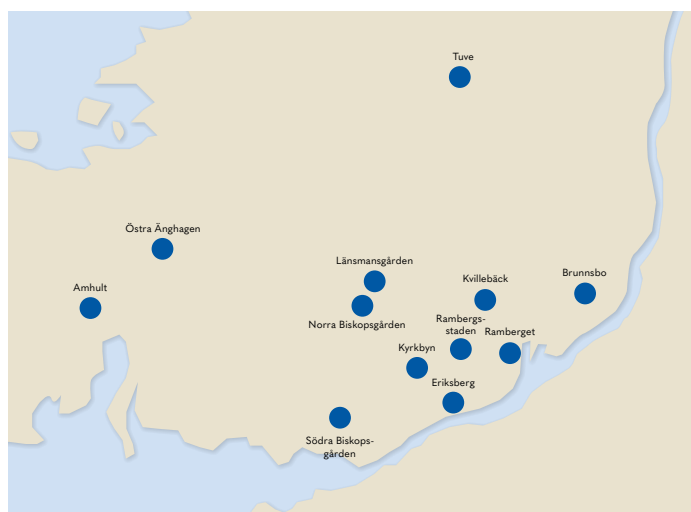 Tuve
Östra Änghagen
Länsmansgården
Brunnsbo
Kvillebäck
Amhult
Rambergs-
staden
Norra Biskopsgården
Ramberget
Kyrkbyn
Eriksberg
Södra Biskops-
gården